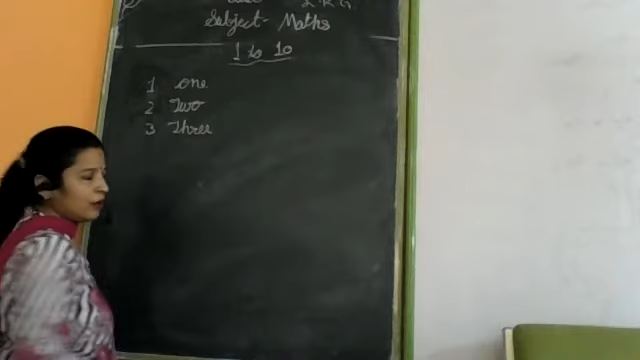 Subject- Maths
1 to 10
1 one
2 Two
3 Three